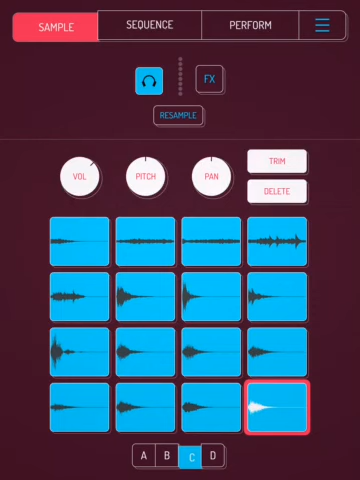 SAMPLE SEQUENCE PERFORM
FX
RESAMPLE
VOL PITCH PAN TRIM
DELETE
A B C D